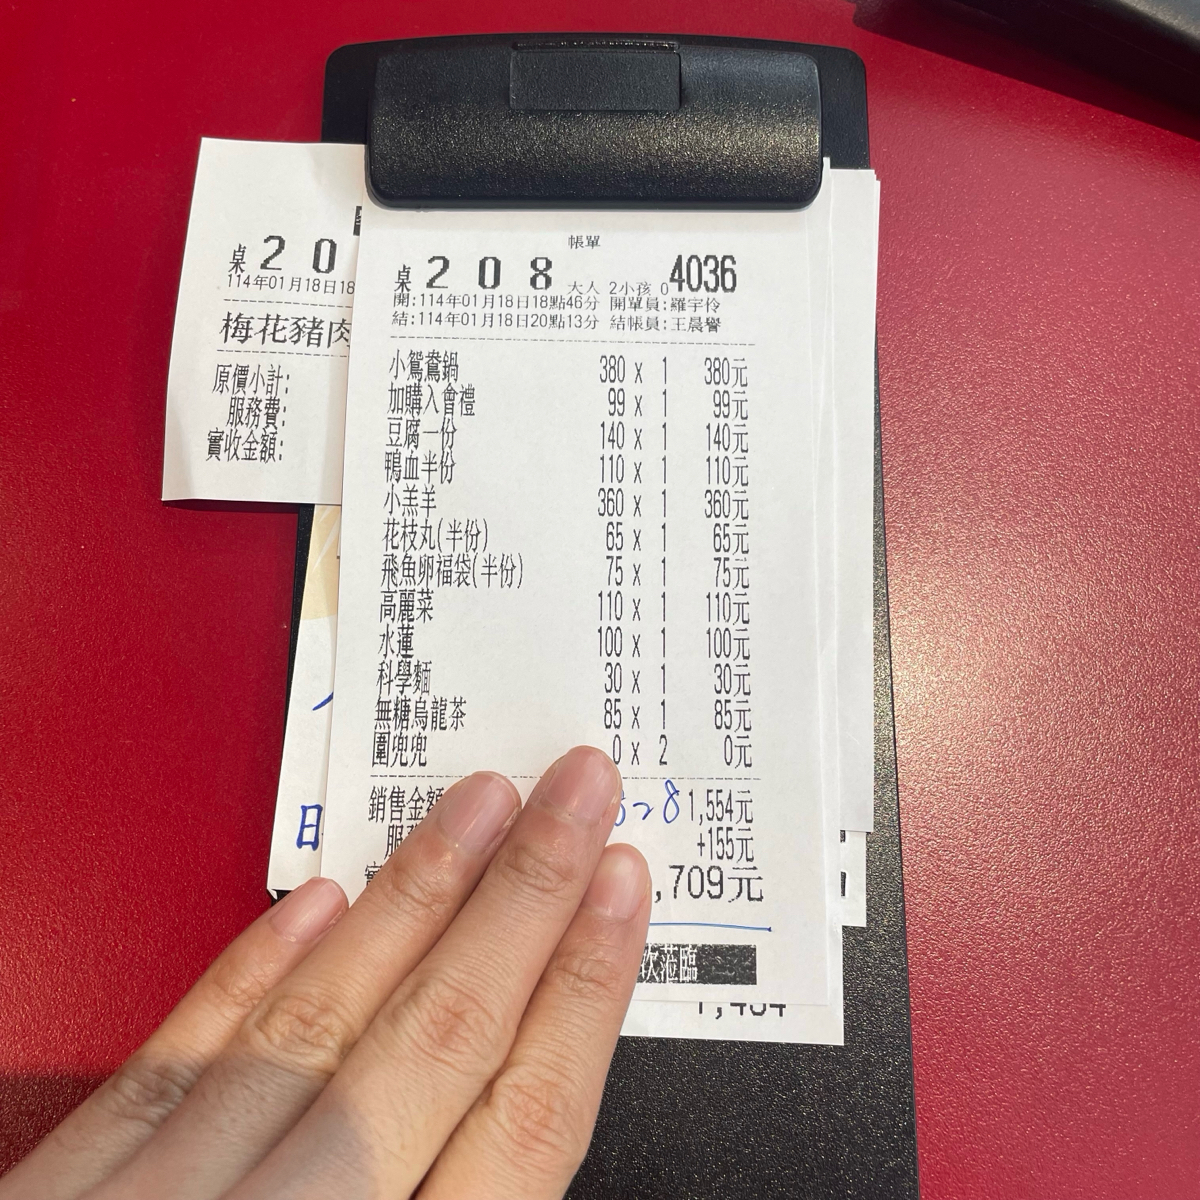 帳單
桌 2 0 8 大人 2小孩 0 4036
開:114年01月18日18點46分 開單員:羅宇伶
結:114年01月18日20點13分 結帳員:王晨譽
小鴛鴦鍋 380 x 1 380元
加購入會禮 99 x 1 99元
豆腐一份 140 x 1 140元
鴨血半份 110 x 1 110元
小羔羊 360 x 1 360元
花枝丸(半份) 65 x 1 65元
飛魚卵福袋(半份) 75 x 1 75元
高麗菜 110 x 1 110元
水蓮 100 x 1 100元
科學麵 30 x 1 30元
無糖烏龍茶 85 x 1 85元
圍兜兜 0 x 2 0元
銷售金額 1,554元
+155元
,709元
次蒞臨
桌 2 0
114年01月18日18
梅花豬肉
原價小計:
服務費:
實收金額:
日